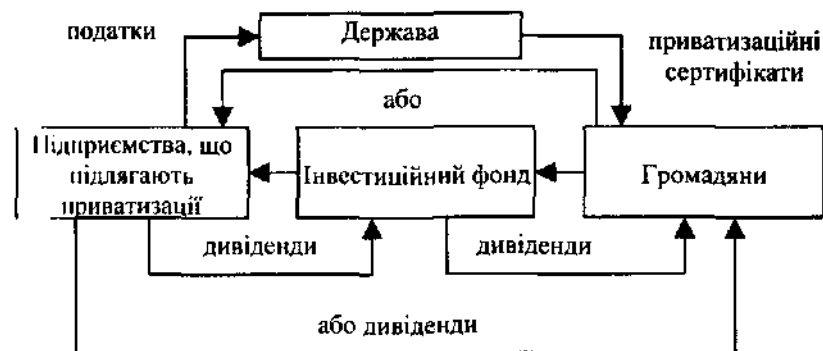 податки
Держава
приватизаційні
сертифікати
або
Підприємства, що
підлягають
приватизації
Інвестиційний фонд
Громадяни
дивіденди
дивіденди
або дивіденди